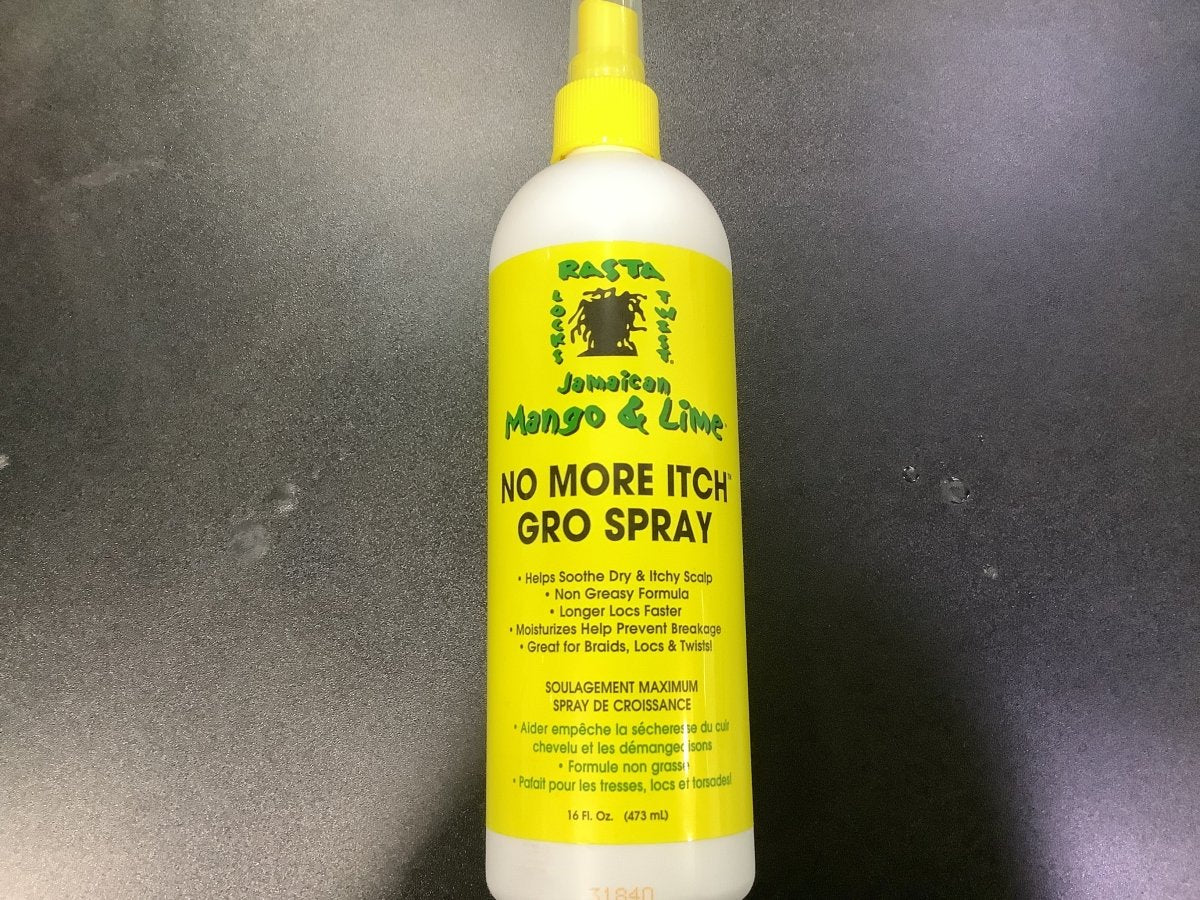 RASTA
LOCKS
TWIST®
Jamaican
Mango & Lime
NO MORE ITCH™
GRO SPRAY
• Helps Soothe Dry & Itchy Scalp
• Non Greasy Formula
• Longer Locs Faster
• Moisturizes Help Prevent Breakage
• Great for Braids, Locs & Twists!
SOULAGEMENT MAXIMUM
SPRAY DE CROISSANCE
• Aider empêche la sécheresse du cuir
chevelu et les démangeaisons
• Formule non grasse
• Pafait pour les tresses, locs et torsades!
16 Fl. Oz. (473 mL)
31840